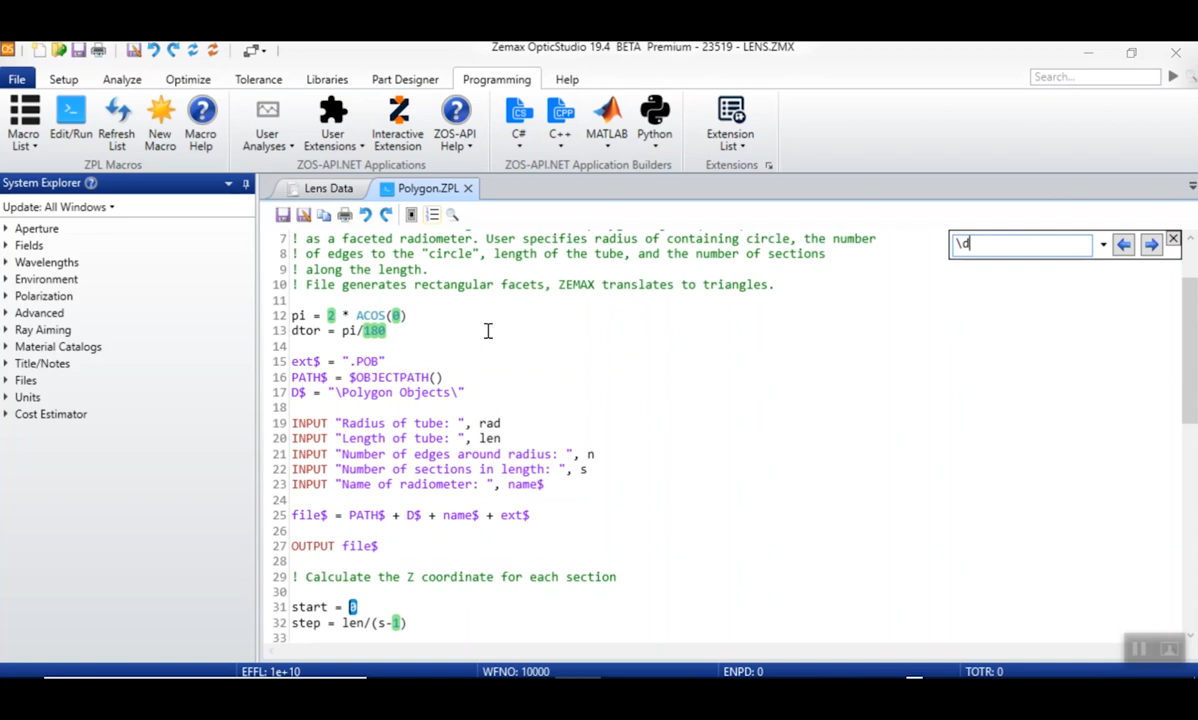 OS
Zemax OpticStudio 19.4 BETA Premium - 23519 - LENS.ZMX
File Setup Analyze Optimize Tolerance Libraries Part Designer Programming Help Search...
Macro List
Edit/Run
Refresh List
New Macro
Macro Help
User Analyses
User Extensions
Interactive Extension
ZOS-API Help
C#
C++
MATLAB
Python
Extension List
ZPL Macros
ZOS-API.NET Applications
ZOS-API.NET Application Builders
Extensions
System Explorer
Update: All Windows
Aperture
Fields
Wavelengths
Environment
Polarization
Advanced
Ray Aiming
Material Catalogs
Title/Notes
Files
Units
Cost Estimator
Lens Data
Polygon.ZPL
\d
7 ! as a faceted radiometer. User specifies radius of containing circle, the number
8 ! of edges to the "circle", length of the tube, and the number of sections
9 ! along the length.
10 ! File generates rectangular facets, ZEMAX translates to triangles.
11
12 pi = 2 * ACOS(0)
13 dtor = pi/180
14
15 ext$ = ".POB"
16 PATH$ = $OBJECTPATH()
17 D$ = "\Polygon Objects\"
18
19 INPUT "Radius of tube: ", rad
20 INPUT "Length of tube: ", len
21 INPUT "Number of edges around radius: ", n
22 INPUT "Number of sections in length: ", s
23 INPUT "Name of radiometer: ", name$
24
25 file$ = PATH$ + D$ + name$ + ext$
26
27 OUTPUT file$
28
29 ! Calculate the Z coordinate for each section
30
31 start = 0
32 step = len/(s-1)
33
EFFL: 1e+10
WFNO: 10000
ENPD: 0
TOTR: 0